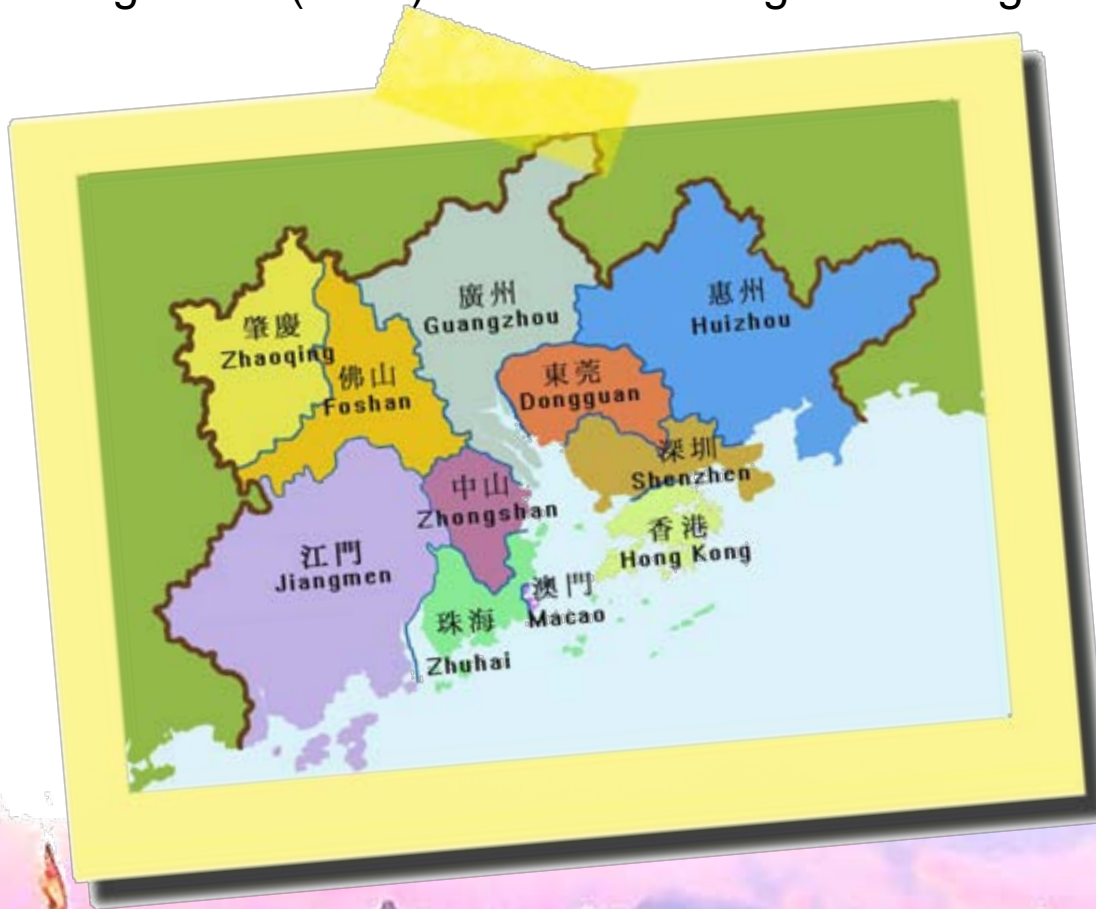 廣州
Guangzhou
惠州
Huizhou
肇慶
Zhaoqing
佛山
Foshan
東莞
Dongguan
深圳
Shenzhen
中山
Zhongshan
香港
Hong Kong
江門
Jiangmen
澳門
Macao
珠海
Zhuhai